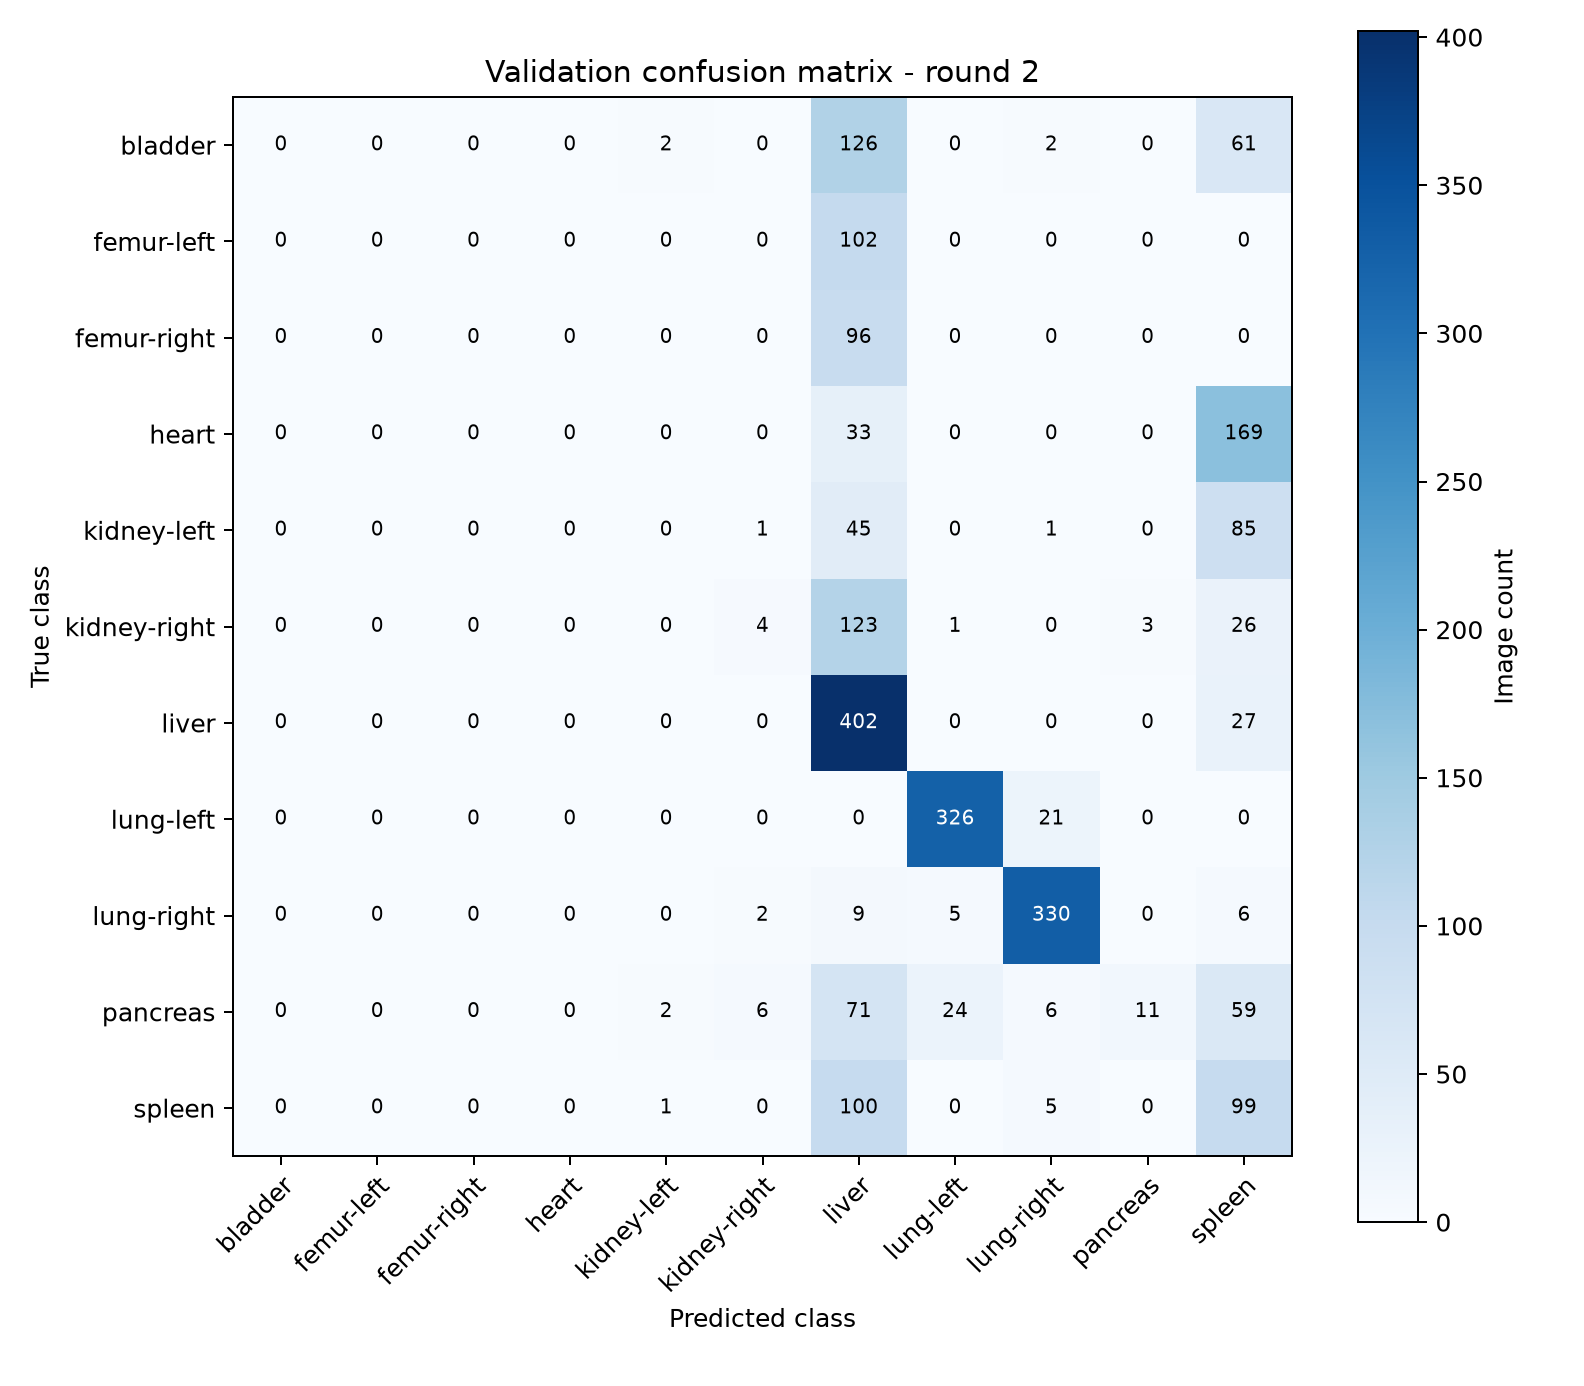 Validation confusion matrix - round 2
True class
bladder 0 0 0 0 2 0 126 0 2 0 61
femur-left 0 0 0 0 0 0 102 0 0 0 0
femur-right 0 0 0 0 0 0 96 0 0 0 0
heart 0 0 0 0 0 0 33 0 0 0 169
kidney-left 0 0 0 0 0 1 45 0 1 0 85
kidney-right 0 0 0 0 0 4 123 1 0 3 26
liver 0 0 0 0 0 0 402 0 0 0 27
lung-left 0 0 0 0 0 0 0 326 21 0 0
lung-right 0 0 0 0 0 2 9 5 330 0 6
pancreas 0 0 0 0 2 6 71 24 6 11 59
spleen 0 0 0 0 1 0 100 0 5 0 99
bladder femur-left femur-right heart kidney-left kidney-right liver lung-left lung-right pancreas spleen
Predicted class
400
350
300
250
200
150
100
50
0
Image count